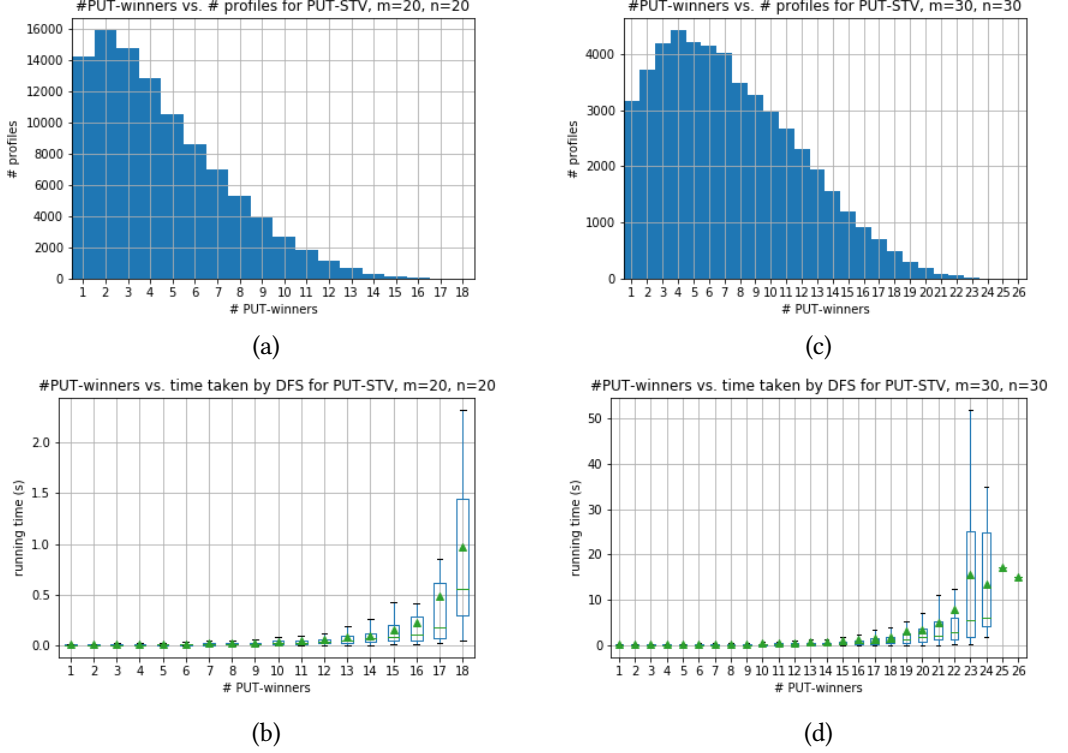 #PUT-winners vs. # profiles for PUT-STV, m=20, n=20
16000
14000
12000
10000
8000
6000
4000
2000
0
# profiles
1 2 3 4 5 6 7 8 9 10 11 12 13 14 15 16 17 18
# PUT-winners
(a)
#PUT-winners vs. # profiles for PUT-STV, m=30, n=30
4000
3000
2000
1000
0
# profiles
1 2 3 4 5 6 7 8 9 10 11 12 13 14 15 16 17 18 19 20 21 22 23 24 25 26
# PUT-winners
(c)
#PUT-winners vs. time taken by DFS for PUT-STV, m=20, n=20
2.0
1.5
1.0
0.5
0.0
running time (s)
1 2 3 4 5 6 7 8 9 10 11 12 13 14 15 16 17 18
# PUT-winners
(b)
#PUT-winners vs. time taken by DFS for PUT-STV, m=30, n=30
50
40
30
20
10
0
running time (s)
1 2 3 4 5 6 7 8 9 10 11 12 13 14 15 16 17 18 19 20 21 22 23 24 25 26
# PUT-winners
(d)